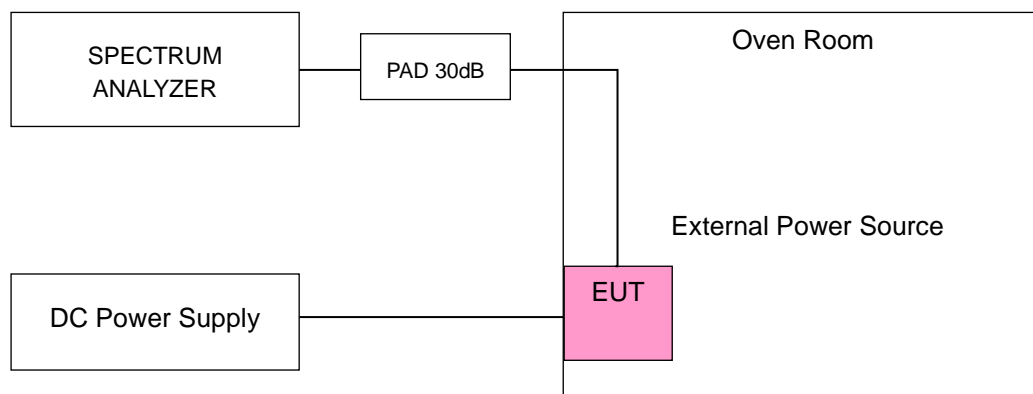 SPECTRUM
ANALYZER
PAD 30dB
Oven Room
External Power Source
EUT
DC Power Supply